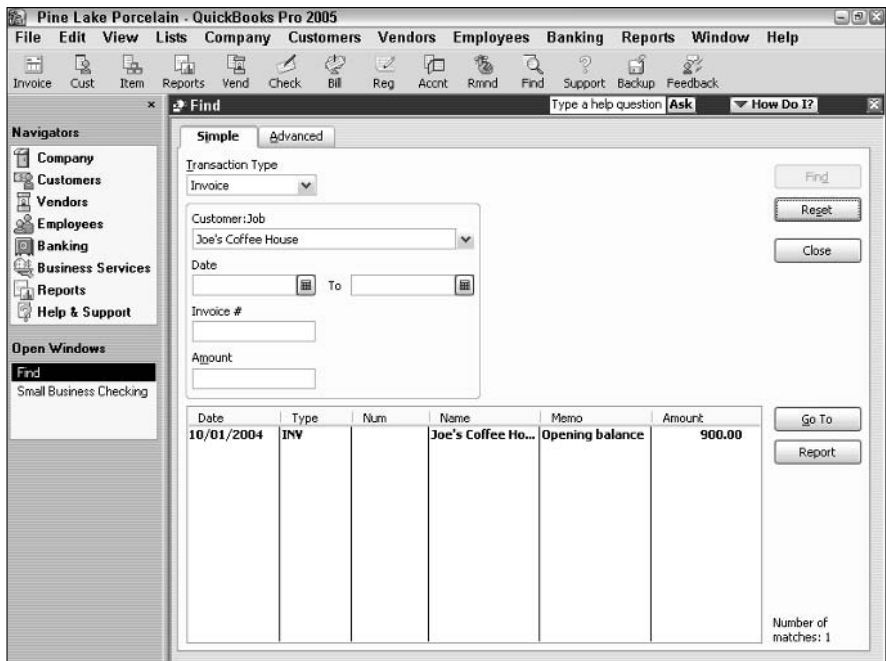 Pine Lake Porcelain - QuickBooks Pro 2005
File Edit View Lists Company Customers Vendors Employees Banking Reports Window Help
Invoice Cust Item Reports Vend Check Bill Reg Accnt Rmnd Find Support Backup Feedback
Find Type a help question Ask How Do I?
Navigators
Company
Customers
Vendors
Employees
Banking
Business Services
Reports
Help & Support
Open Windows
Find
Small Business Checking
Simple Advanced
Transaction Type
Invoice
Customer:Job
Joe's Coffee House
Date
To
Invoice #
Amount
Find
Reset
Close
Date Type Num Name Memo Amount
10/01/2004 INV Joe's Coffee Ho... Opening balance 900.00
Go To
Report
Number of
matches: 1